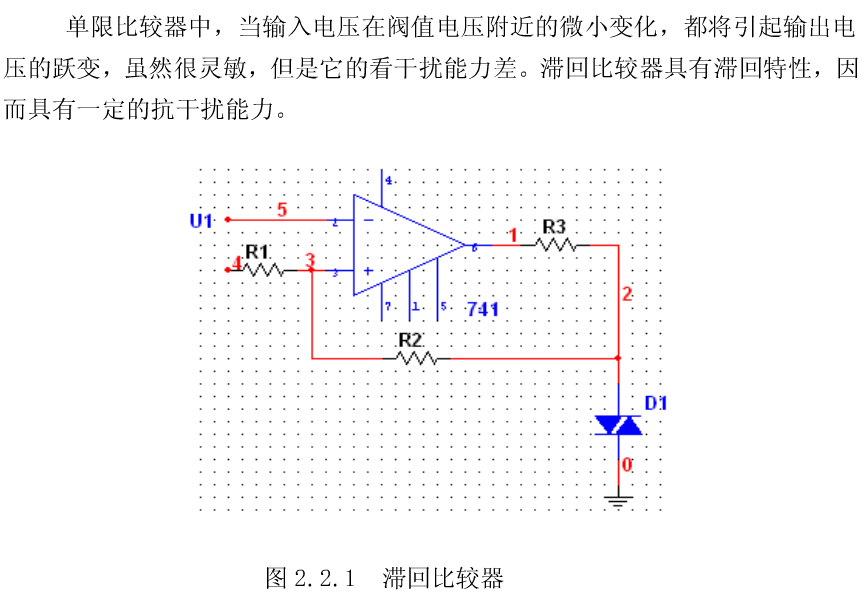 单限比较器中，当输入电压在阀值电压附近的微小变化，都将引起输出电
压的跃变，虽然很灵敏，但是它的看干扰能力差。滞回比较器具有滞回特性，因
而具有一定的抗干扰能力。
4
U1 5 2 −
R1 4 3 3 +
6 1 R3
2
7 1 5 741
R2
D1
0
图 2.2.1 滞回比较器